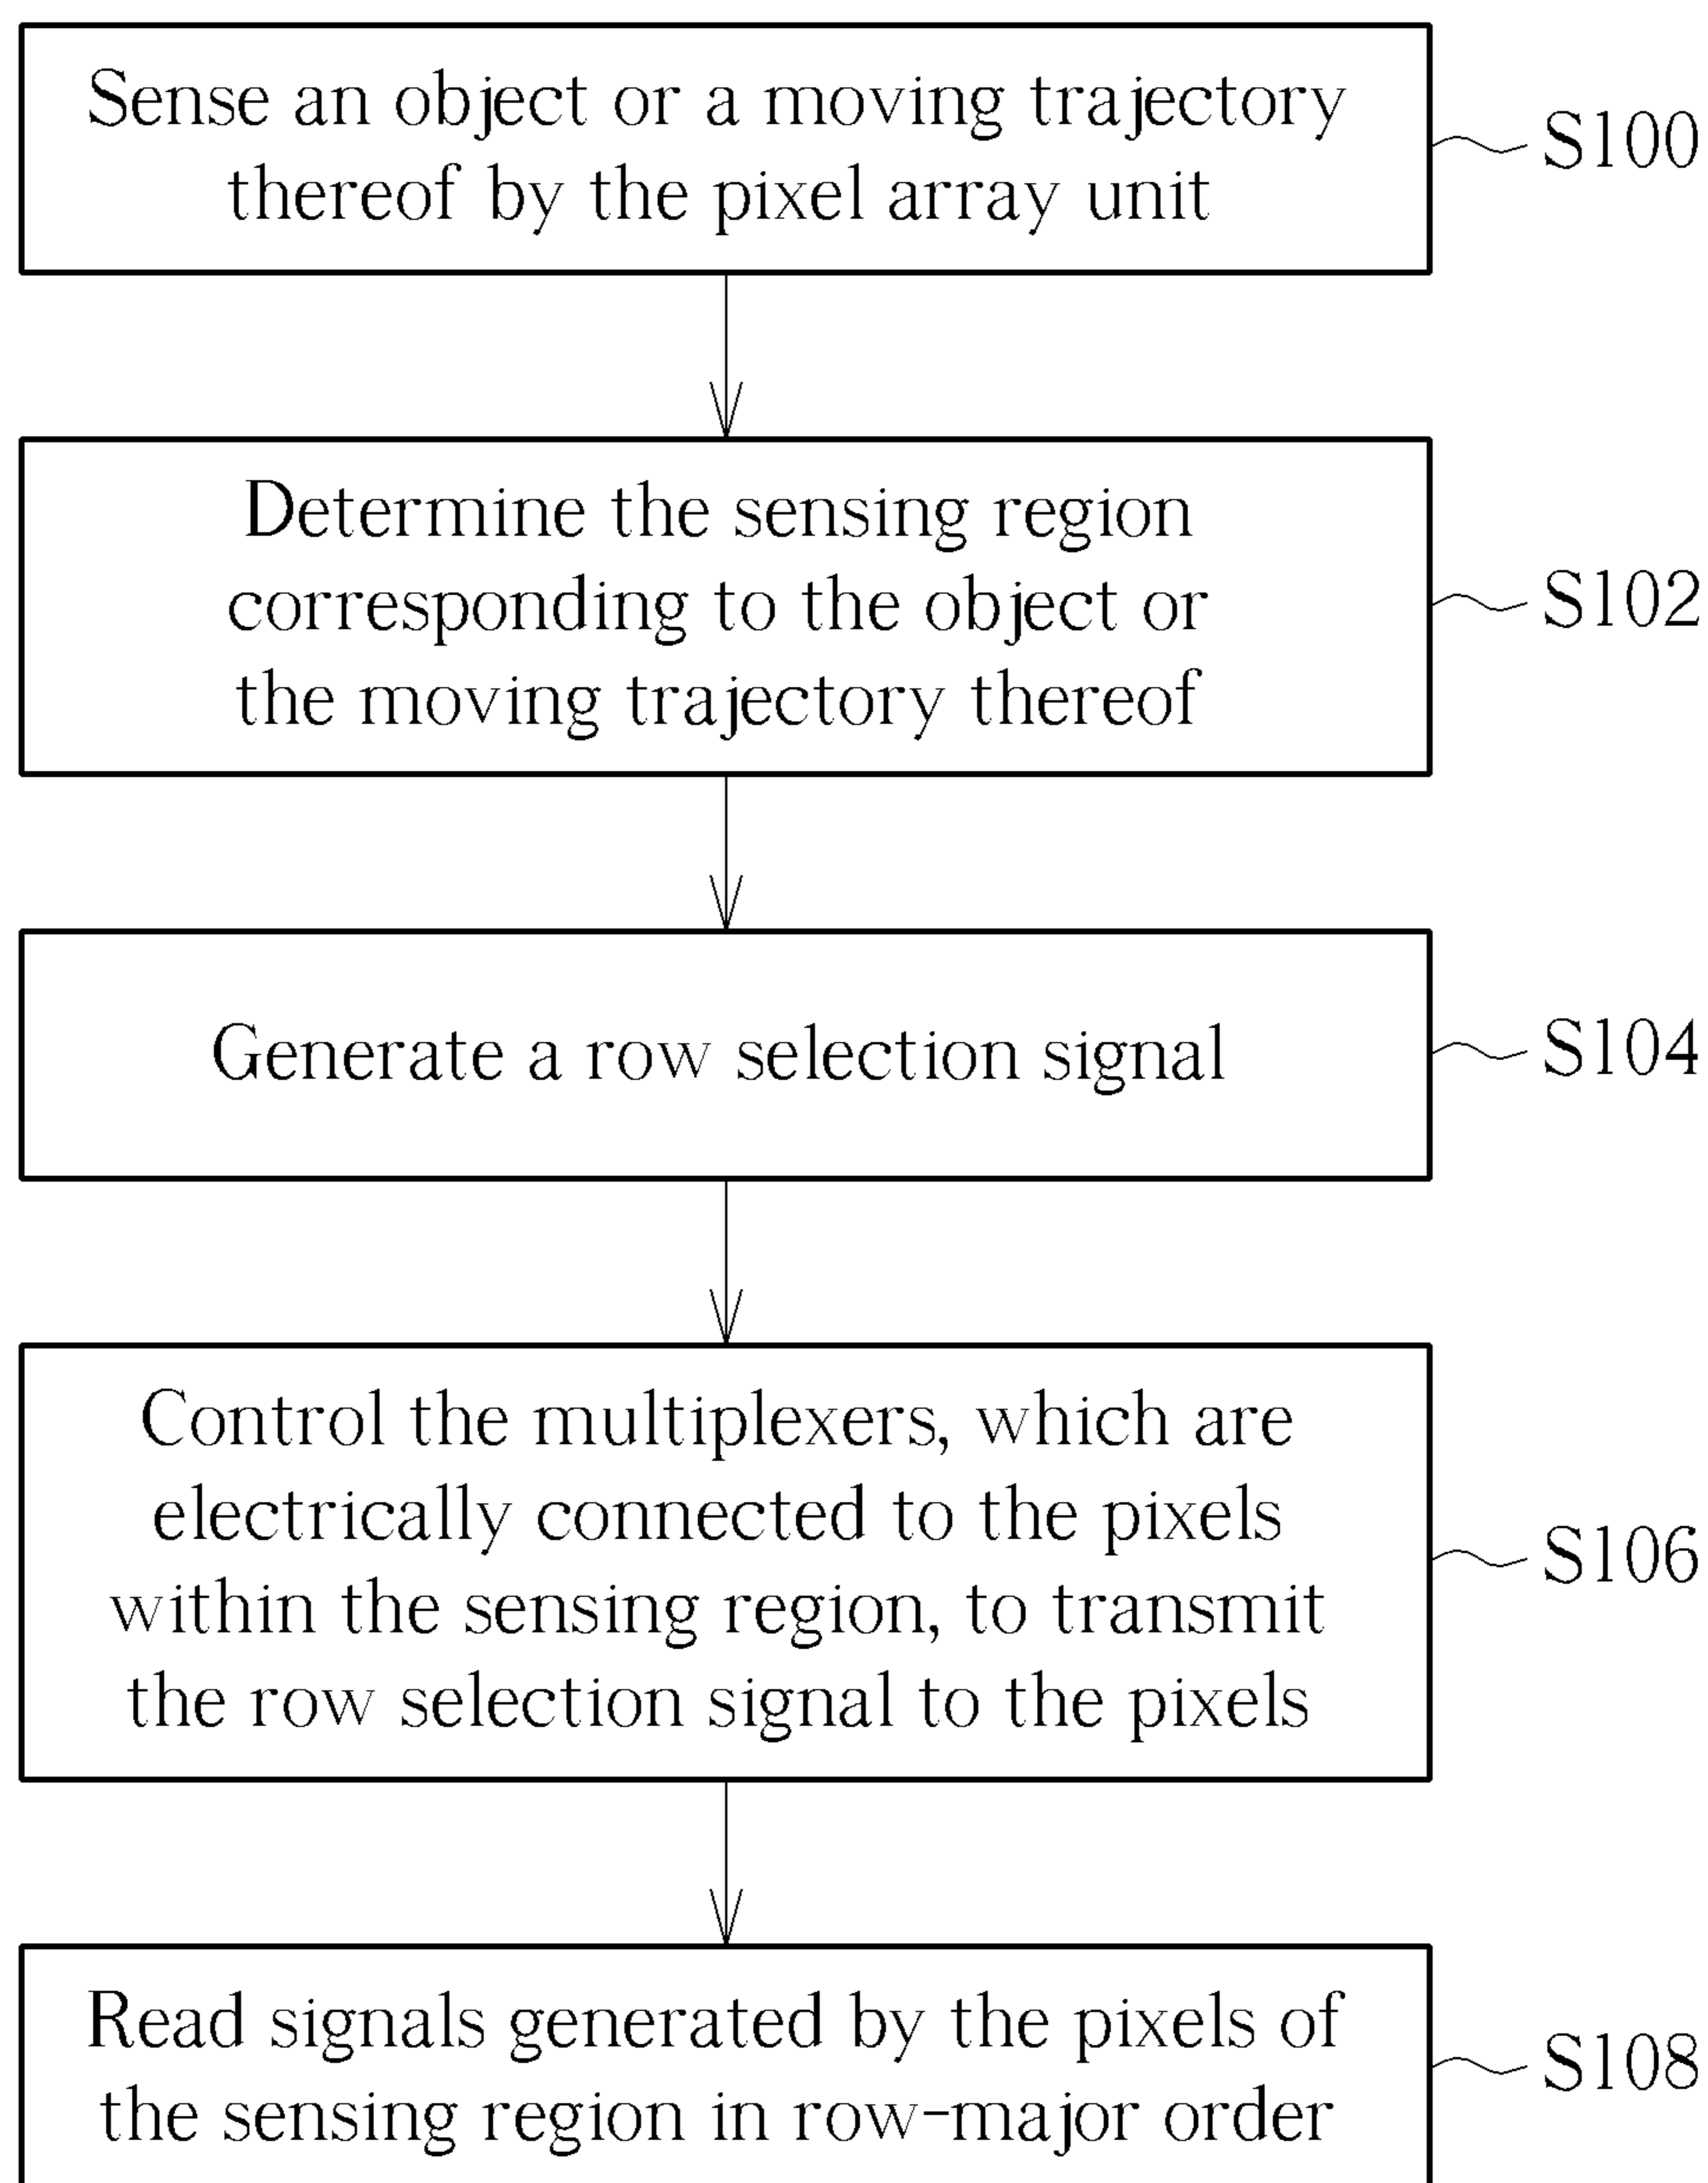 Sense an object or a moving trajectory
thereof by the pixel array unit
S100
Determine the sensing region
corresponding to the object or
the moving trajectory thereof
S102
Generate a row selection signal
S104
Control the multiplexers, which are
electrically connected to the pixels
within the sensing region, to transmit
the row selection signal to the pixels
S106
Read signals generated by the pixels of
the sensing region in row-major order
S108